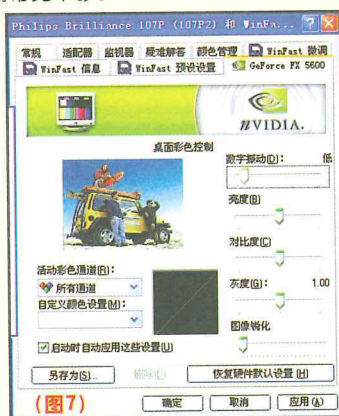 Philips Brilliance 107P (107P2) 和 WinFa...
常规 适配器 监视器 疑难解答 颜色管理 WinFast 微调
WinFast 信息 WinFast 预设设置 GeForce FX 5600
nVIDIA.
桌面彩色控制
数字振动(D): 低
亮度(B)
对比度(C)
活动彩色通道(R):
所有通道
灰度(G): 1.00
自定义颜色设置(M):
图像锐化
启动时自动应用这些设置(U)
另存为(S)... 删除(E) 恢复硬件默认设置(H)
(图7)
确定 取消 应用(A)